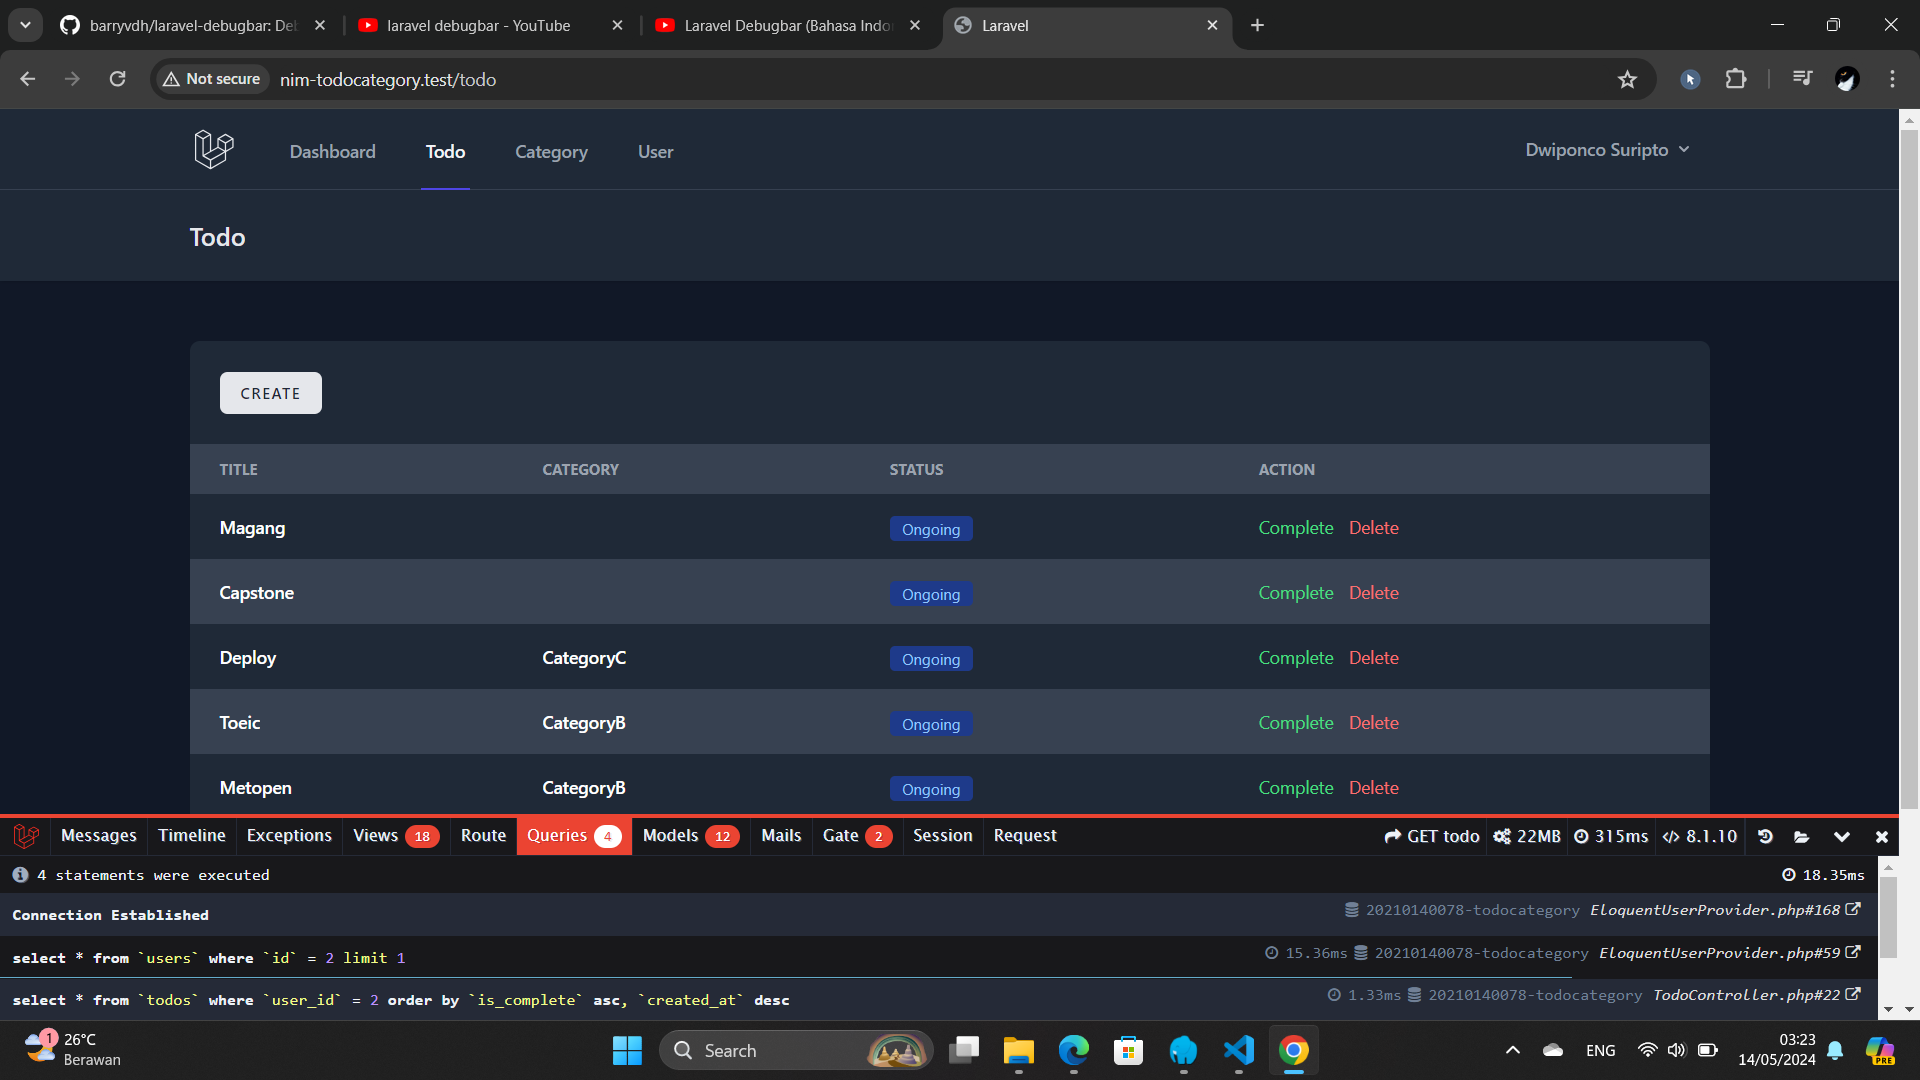 barryvdh/laravel-debugbar: Deb
laravel debugbar - YouTube
Laravel Debugbar (Bahasa Indon
Laravel
Not secure
nim-todocategory.test/todo
Dashboard
Todo
Category
User
Dwiponco Suripto
Todo
CREATE
TITLE CATEGORY STATUS ACTION
Magang Ongoing Complete Delete
Capstone Ongoing Complete Delete
Deploy CategoryC Ongoing Complete Delete
Toeic CategoryB Ongoing Complete Delete
Metopen CategoryB Ongoing Complete Delete
Messages Timeline Exceptions Views 18 Route Queries 4 Models 12 Mails Gate 2 Session Request GET todo 22MB 315ms 8.1.10
4 statements were executed 18.35ms
Connection Established 20210140078-todocategory EloquentUserProvider.php#168
select * from `users` where `id` = 2 limit 1 15.36ms 20210140078-todocategory EloquentUserProvider.php#59
select * from `todos` where `user_id` = 2 order by `is_complete` asc, `created_at` desc 1.33ms 20210140078-todocategory TodoController.php#22
1
26°C
Berawan
Search
ENG
03:23
14/05/2024
PRE